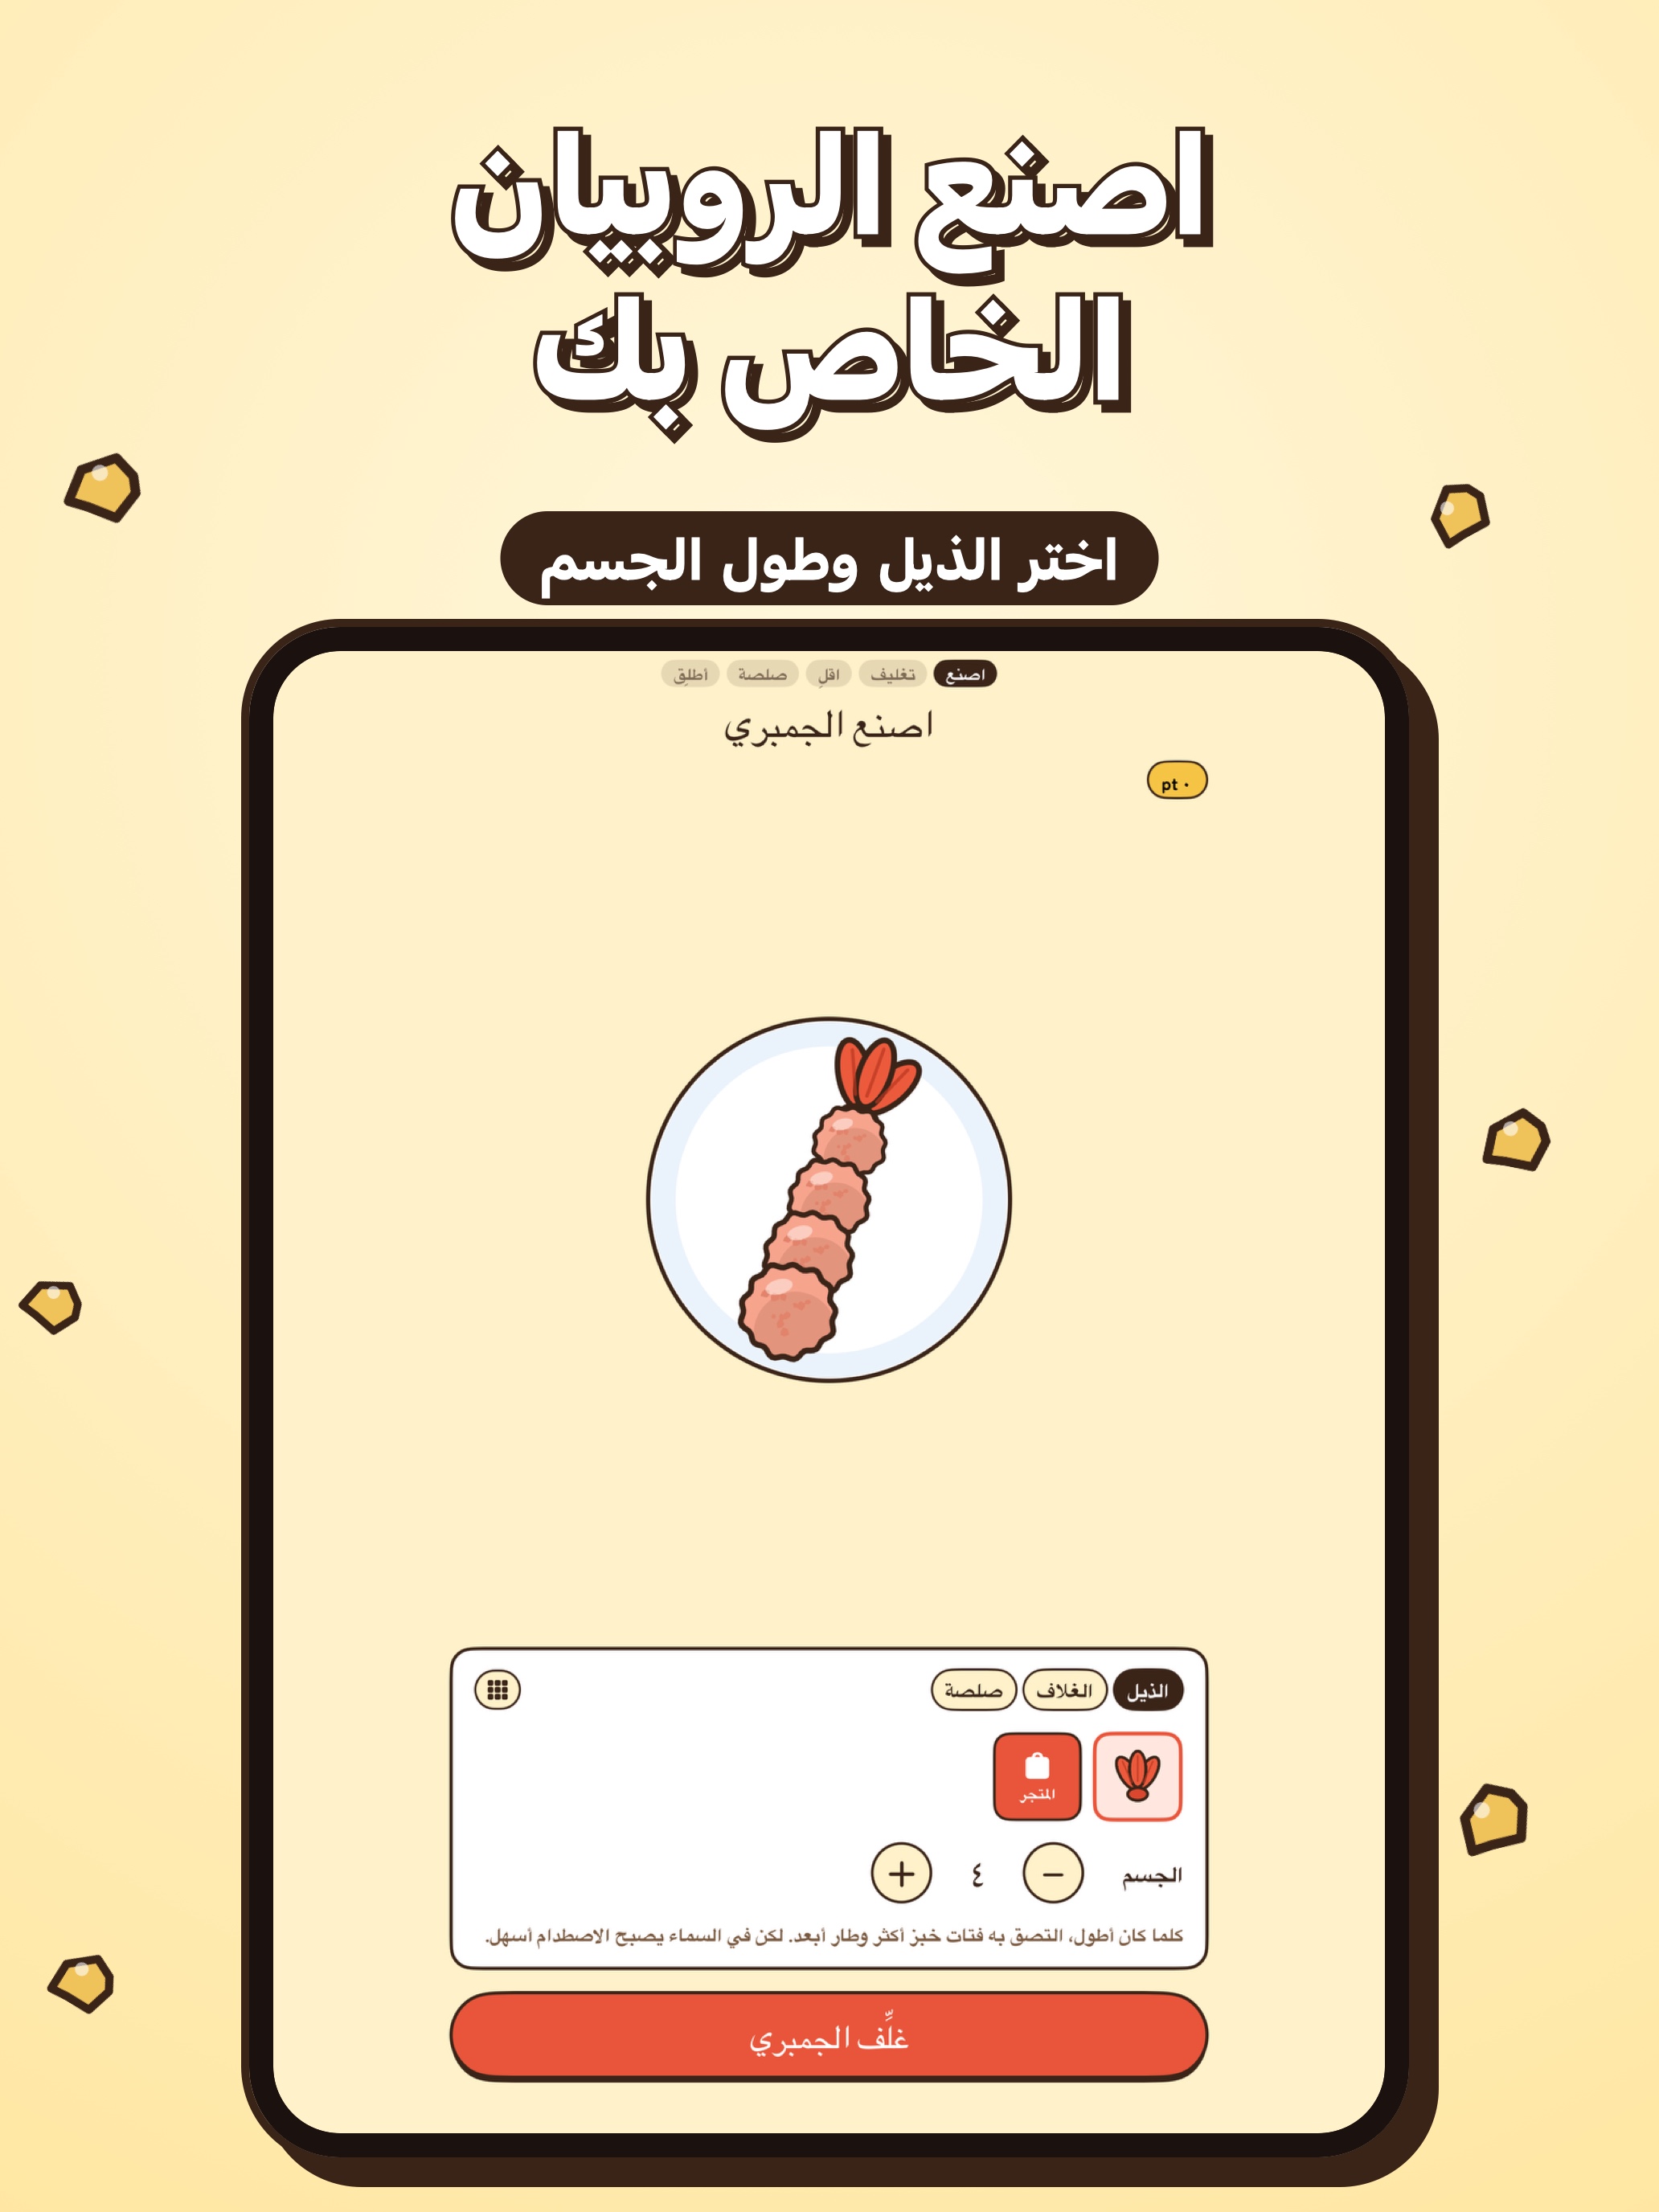 اصنع الروبيان
الخاص بك
اختر الذيل وطول الجسم
اصنع تغليف اقلِ صلصة أطلِق
اصنع الجمبري
٠ pt
الذيل الغلاف صلصة
المتجر
الجسم − ٤ +
كلما كان أطول، التصق به فتات خبز أكثر وطار أبعد. لكن في السماء يصبح الاصطدام أسهل.
غلِّف الجمبري